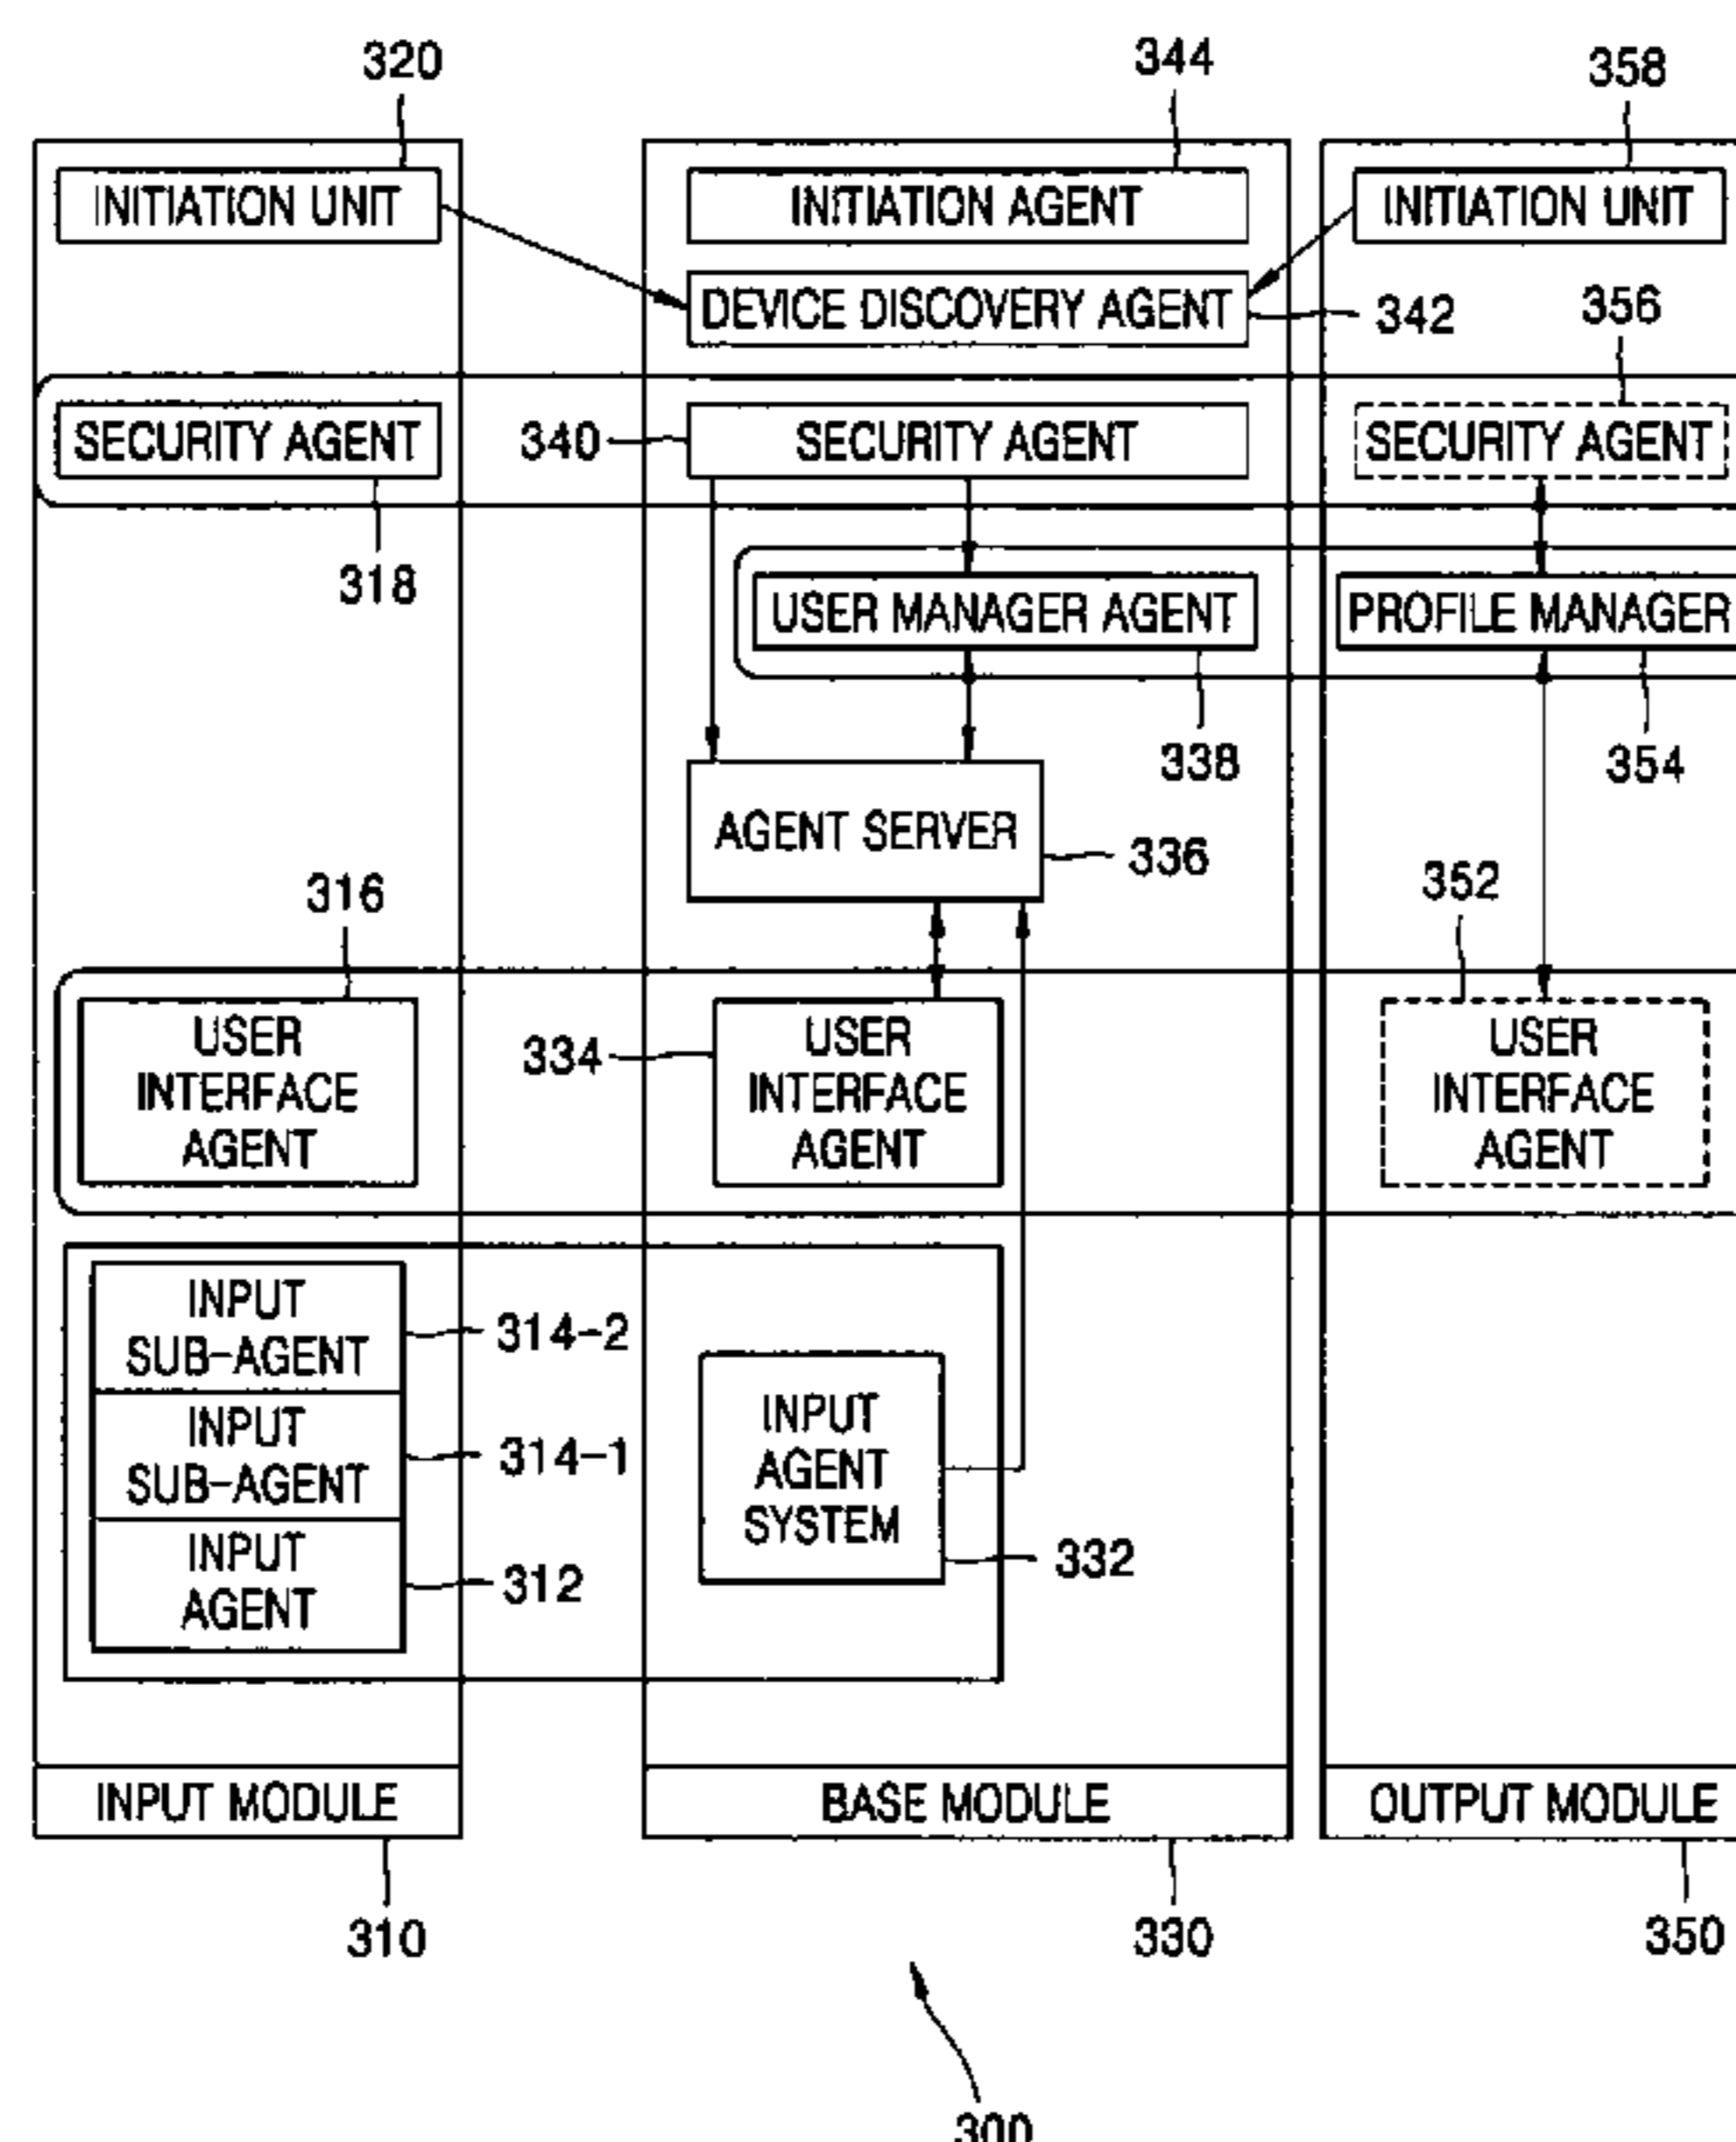 320
344
358
INITIATION UNIT
INITIATION AGENT
INITIATION UNIT
DEVICE DISCOVERY AGENT
342
356
SECURITY AGENT
340
SECURITY AGENT
SECURITY AGENT
318
USER MANAGER AGENT
PROFILE MANAGER
338
354
AGENT SERVER
336
316
352
USER
INTERFACE
AGENT
334
USER
INTERFACE
AGENT
USER
INTERFACE
AGENT
INPUT
SUB-AGENT
314-2
INPUT
SUB-AGENT
314-1
INPUT
AGENT
312
INPUT
AGENT
SYSTEM
332
INPUT MODULE
BASE MODULE
OUTPUT MODULE
310
330
350
300